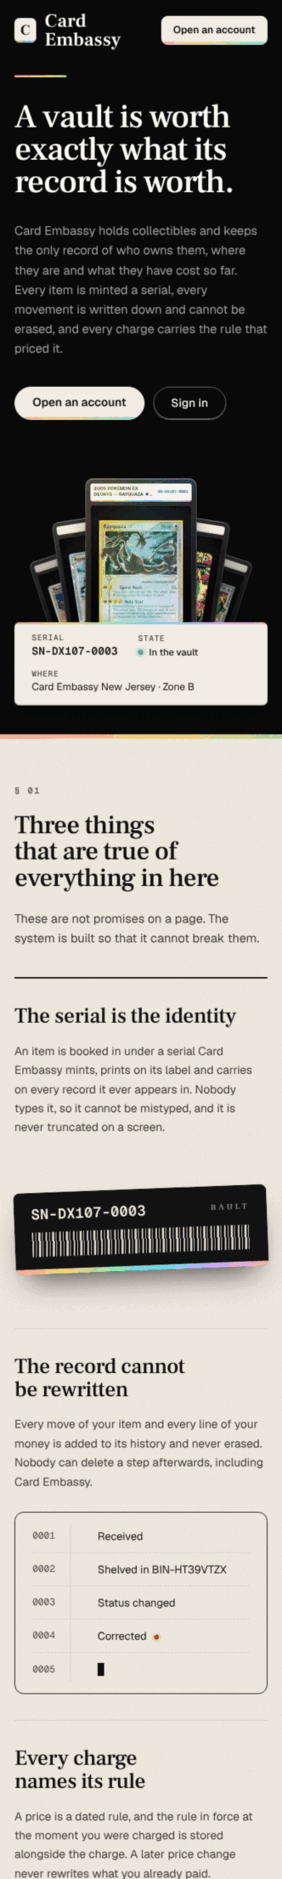 C
Card
Embassy
Open an account
A vault is worth
exactly what its
record is worth.
Card Embassy holds collectibles and keeps
the only record of who owns them, where
they are and what they have cost so far.
Every item is minted a serial, every
movement is written down and cannot be
erased, and every charge carries the rule that
priced it.
Open an account
Sign in
2005 POKEMON EX
DEOXYS — RAYQUAZA ★...
SN-DX107-0003
Rayquaza
SERIAL
SN-DX107-0003
STATE
In the vault
WHERE
Card Embassy New Jersey · Zone B
§ 01
Three things
that are true of
everything in here
These are not promises on a page. The
system is built so that it cannot break them.
The serial is the identity
An item is booked in under a serial Card
Embassy mints, prints on its label and carries
on every record it ever appears in. Nobody
types it, so it cannot be mistyped, and it is
never truncated on a screen.
SN-DX107-0003
BAULT
The record cannot
be rewritten
Every move of your item and every line of your
money is added to its history and never erased.
Nobody can delete a step afterwards, including
Card Embassy.
0001 Received
0002 Shelved in BIN-HT39VTZX
0003 Status changed
0004 Corrected
0005
Every charge
names its rule
A price is a dated rule, and the rule in force at
the moment you were charged is stored
alongside the charge. A later price change
never rewrites what you already paid.